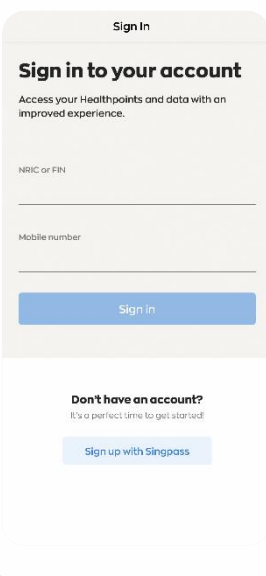 Sign In
Sign in to your account
Access your Healthpoints and data with an
improved experience.
NRIC or FIN
Mobile number
Sign in
Don't have an account?
It's a perfect time to get started!
Sign up with Singpass